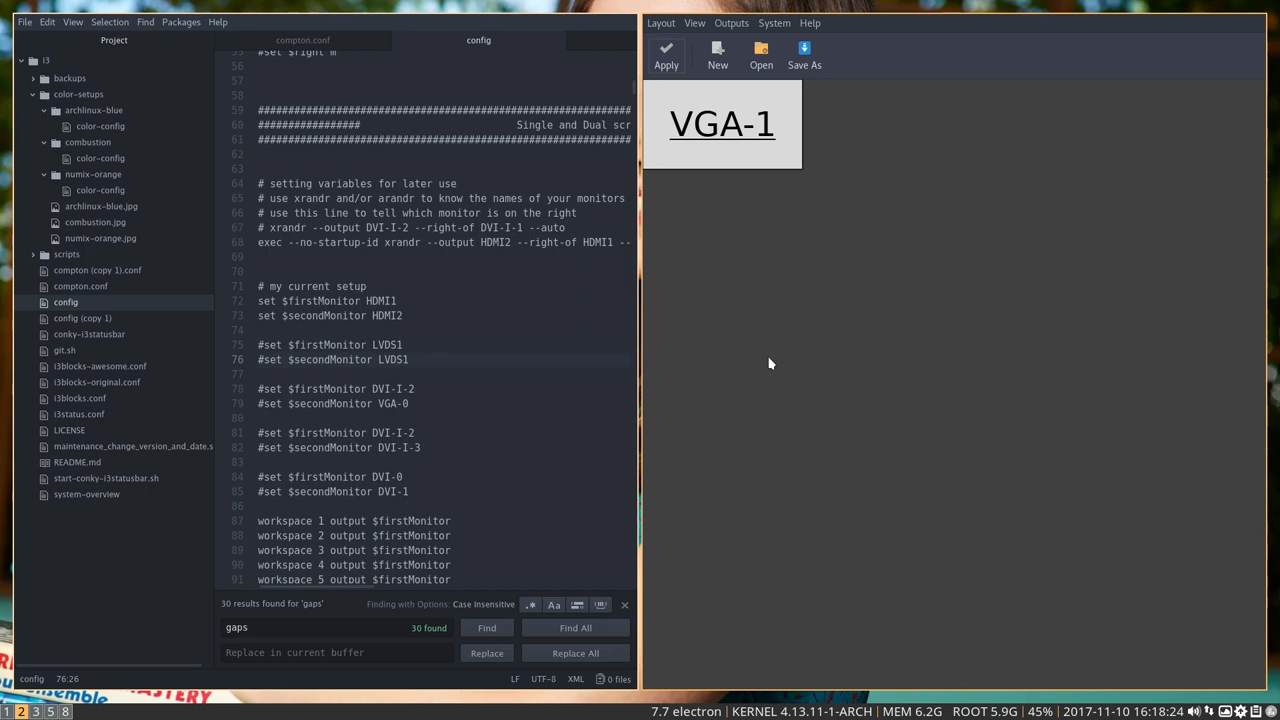 File Edit View Selection Find Packages Help
Project
i3
backups
color-setups
archlinux-blue
color-config
combustion
color-config
numix-orange
color-config
archlinux-blue.jpg
combustion.jpg
numix-orange.jpg
scripts
compton (copy 1).conf
compton.conf
config
config (copy 1)
conky-i3statusbar
git.sh
i3blocks-awesome.conf
i3blocks-original.conf
i3blocks.conf
i3status.conf
LICENSE
maintenance_change_version_and_date.s
README.md
start-conky-i3statusbar.sh
system-overview
compton.conf config
55 #set $right m
56
57
58
59 ##############################################################
60 ################# Single and Dual scr
61 ##############################################################
62
63
64 # setting variables for later use
65 # use xrandr and/or arandr to know the names of your monitors
66 # use this line to tell which monitor is on the right
67 # xrandr --output DVI-I-2 --right-of DVI-I-1 --auto
68 exec --no-startup-id xrandr --output HDMI2 --right-of HDMI1 --
69
70
71 # my current setup
72 set $firstMonitor HDMI1
73 set $secondMonitor HDMI2
74
75 #set $firstMonitor LVDS1
76 #set $secondMonitor LVDS1
77
78 #set $firstMonitor DVI-I-2
79 #set $secondMonitor VGA-0
80
81 #set $firstMonitor DVI-I-2
82 #set $secondMonitor DVI-I-3
83
84 #set $firstMonitor DVI-0
85 #set $secondMonitor DVI-1
86
87 workspace 1 output $firstMonitor
88 workspace 2 output $firstMonitor
89 workspace 3 output $firstMonitor
90 workspace 4 output $firstMonitor
91 workspace 5 output $firstMonitor
30 results found for 'gaps' Finding with Options: Case Insensitive .* Aa
gaps 30 found Find Find All
Replace in current buffer Replace Replace All
config 76:26 LF UTF-8 XML 0 files
Layout View Outputs System Help
Apply New Open Save As
VGA-1
MASTERY
1 2 3 5 8 7.7 electron | KERNEL 4.13.11-1-ARCH | MEM 6.2G | ROOT 5.9G | 45% | 2017-11-10 16:18:24